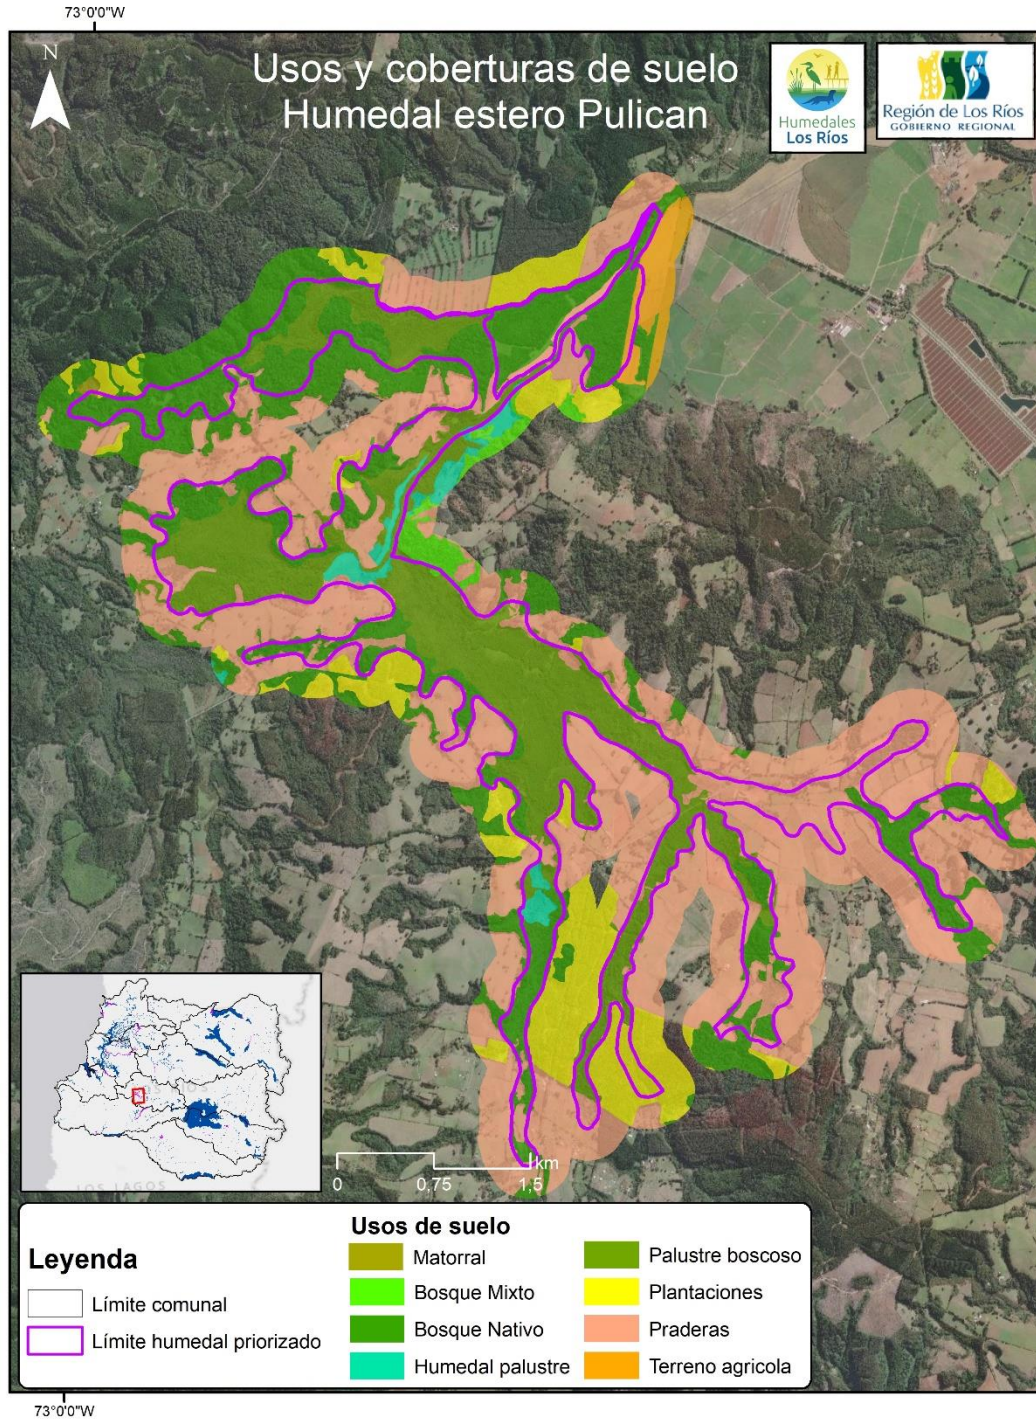 73°0'0"W
N
Usos y coberturas de suelo
Humedal estero Pulican
Humedales
Los Ríos
Región de Los Ríos
GOBIERNO REGIONAL
LOS LAGOS
km
0
0,75
1,5
Leyenda
Límite comunal
Límite humedal priorizado
Usos de suelo
Matorral
Bosque Mixto
Bosque Nativo
Humedal palustre
Palustre boscoso
Plantaciones
Praderas
Terreno agricola
73°0'0"W